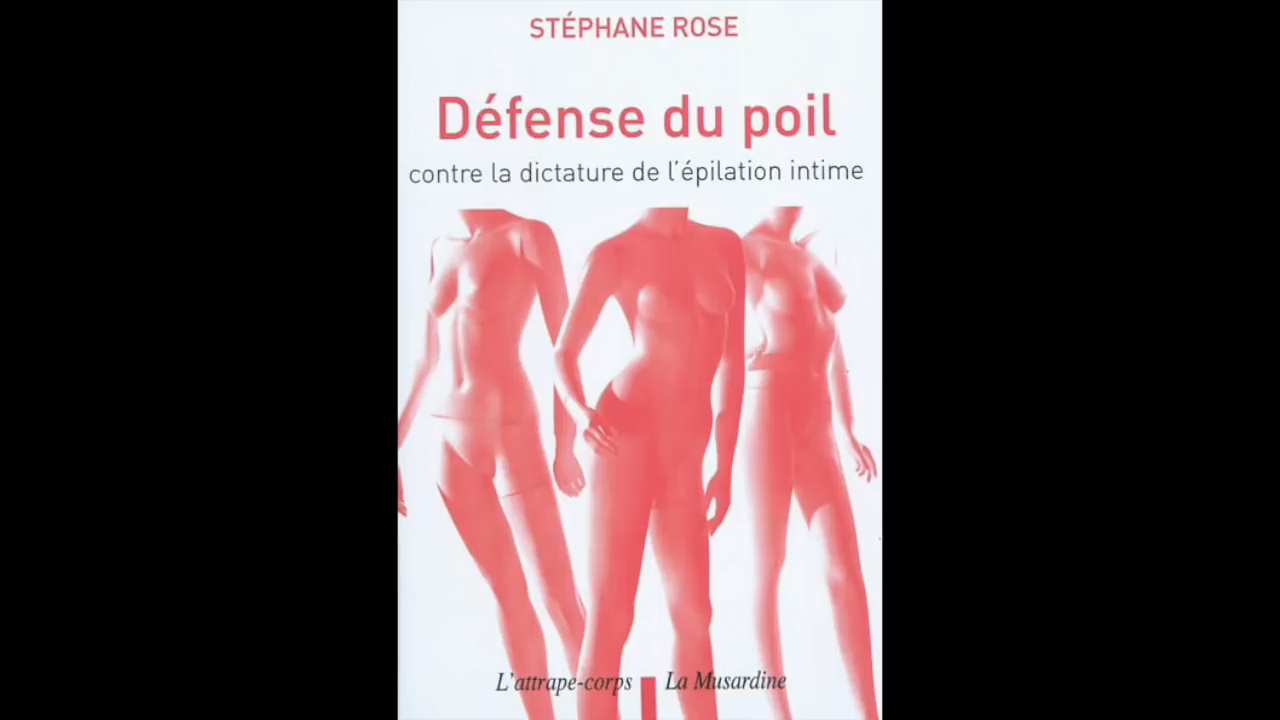 STÉPHANE ROSE
Défense du poil
contre la dictature de l'épilation intime
L'attrape-corps La Musardine